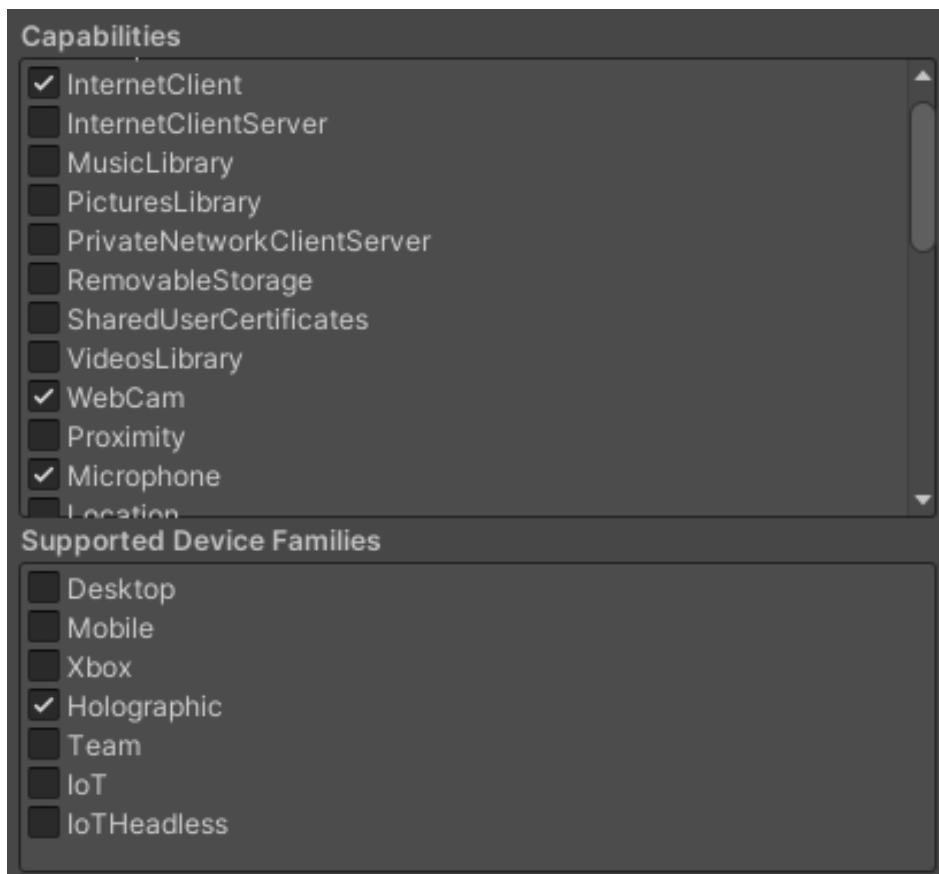 Capabilities
InternetClient
InternetClientServer
MusicLibrary
PicturesLibrary
PrivateNetworkClientServer
RemovableStorage
SharedUserCertificates
VideosLibrary
WebCam
Proximity
Microphone
Location
Supported Device Families
Desktop
Mobile
Xbox
Holographic
Team
IoT
IoTHeadless